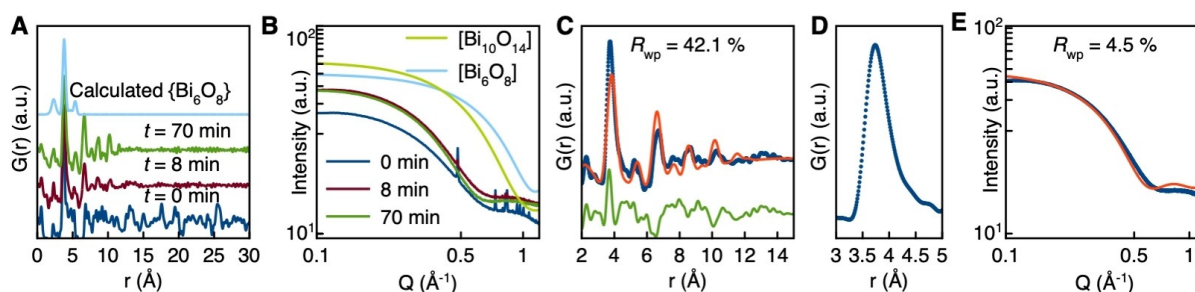 A
G(r) (a.u.)
Calculated {Bi₆O₈}
t = 70 min
t = 8 min
t = 0 min
0 5 10 15 20 25 30
r (Å)
B
Intensity (a.u.)
10²
10¹
[Bi₁₀O₁₄]
[Bi₆O₈]
0 min
8 min
70 min
0.1 0.5 1
Q (Å⁻¹)
C
G(r) (a.u.)
R_wp = 42.1 %
2 4 6 8 10 12 14
r (Å)
D
G(r) (a.u.)
3 3.5 4 4.5 5
r (Å)
E
Intensity (a.u.)
10²
10¹
R_wp = 4.5 %
0.1 0.5 1
Q (Å⁻¹)